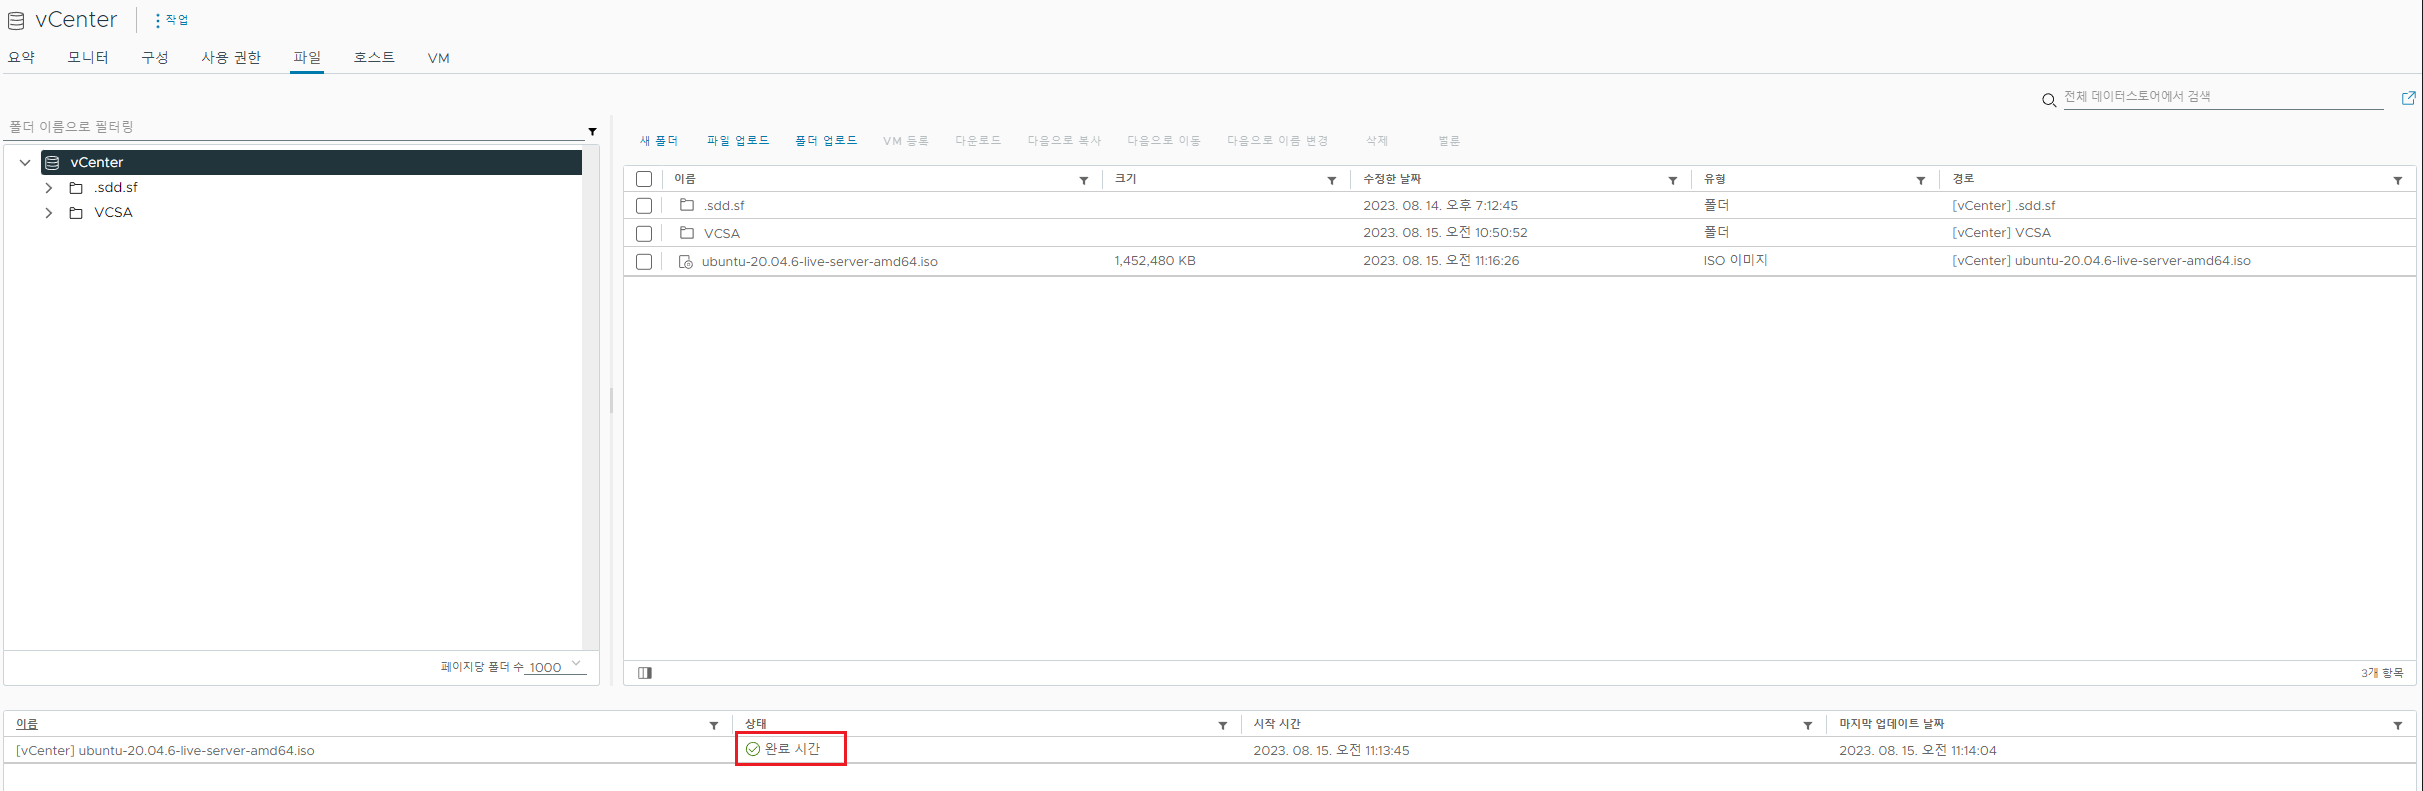 vCenter 작업
요약 모니터 구성 사용 권한 파일 호스트 VM
전체 데이터스토어에서 검색
폴더 이름으로 필터링
vCenter
.sdd.sf
VCSA
페이지당 폴더 수 1000
새 폴더 파일 업로드 폴더 업로드 VM 등록 다운로드 다음으로 복사 다음으로 이동 다음으로 이름 변경 삭제 벌룬
이름 크기 수정한 날짜 유형 경로
.sdd.sf 2023. 08. 14. 오후 7:12:45 폴더 [vCenter] .sdd.sf
VCSA 2023. 08. 15. 오전 10:50:52 폴더 [vCenter] VCSA
ubuntu-20.04.6-live-server-amd64.iso 1,452,480 KB 2023. 08. 15. 오전 11:16:26 ISO 이미지 [vCenter] ubuntu-20.04.6-live-server-amd64.iso
3개 항목
이름 상태 시작 시간 마지막 업데이트 날짜
[vCenter] ubuntu-20.04.6-live-server-amd64.iso 완료 시간 2023. 08. 15. 오전 11:13:45 2023. 08. 15. 오전 11:14:04